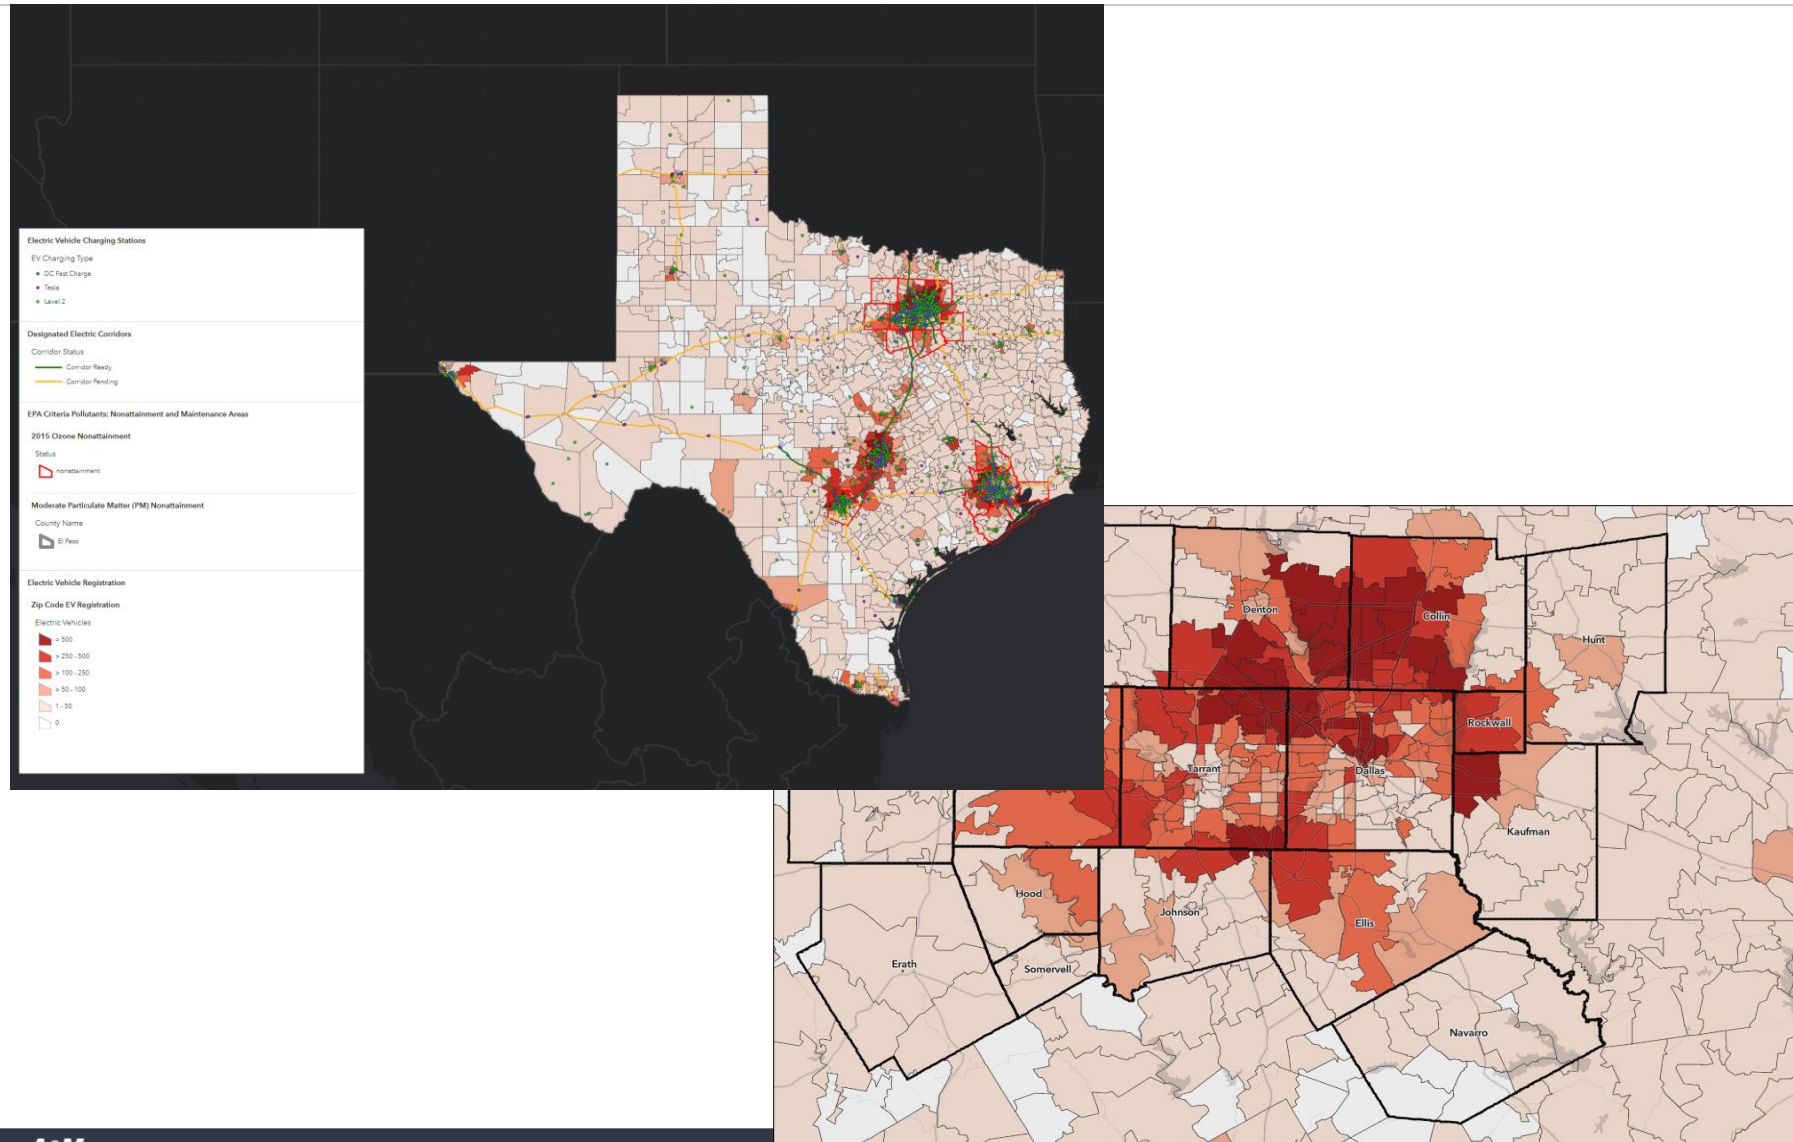 Electric Vehicle Charging Stations
EV Charging Type
DC Fast Charge
Tesla
Level 2
Designated Electric Corridors
Corridor Status
Corridor Ready
Corridor Pending
EPA Criteria Pollutants: Nonattainment and Maintenance Areas
2015 Ozone Nonattainment
Status
nonattainment
Moderate Particulate Matter (PM) Nonattainment
County Name
El Paso
Electric Vehicle Registration
Zip Code EV Registration
Electric Vehicles
> 500
> 250 - 500
> 100 - 250
> 50 - 100
1 - 50
0
Denton
Collin
Hunt
Rockwall
Tarrant
Dallas
Kaufman
Hood
Johnson
Ellis
Erath
Somervell
Navarro